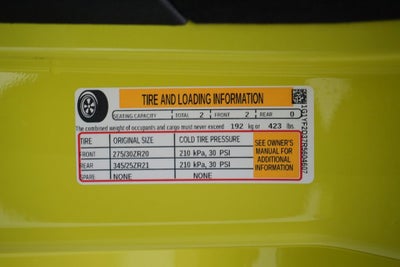 TIRE AND LOADING INFORMATION
SEATING CAPACITY TOTAL 2 FRONT 2 REAR 0
The combined weight of occupants and cargo must never exceed 192 kg or 423 lbs
TIRE ORIGINAL SIZE COLD TIRE PRESSURE
FRONT 275/30ZR20 210 kPa, 30 PSI
REAR 345/25ZR21 210 kPa, 30 PSI
SPARE NONE NONE
SEE OWNER'S
MANUAL FOR
ADDITIONAL
INFORMATION